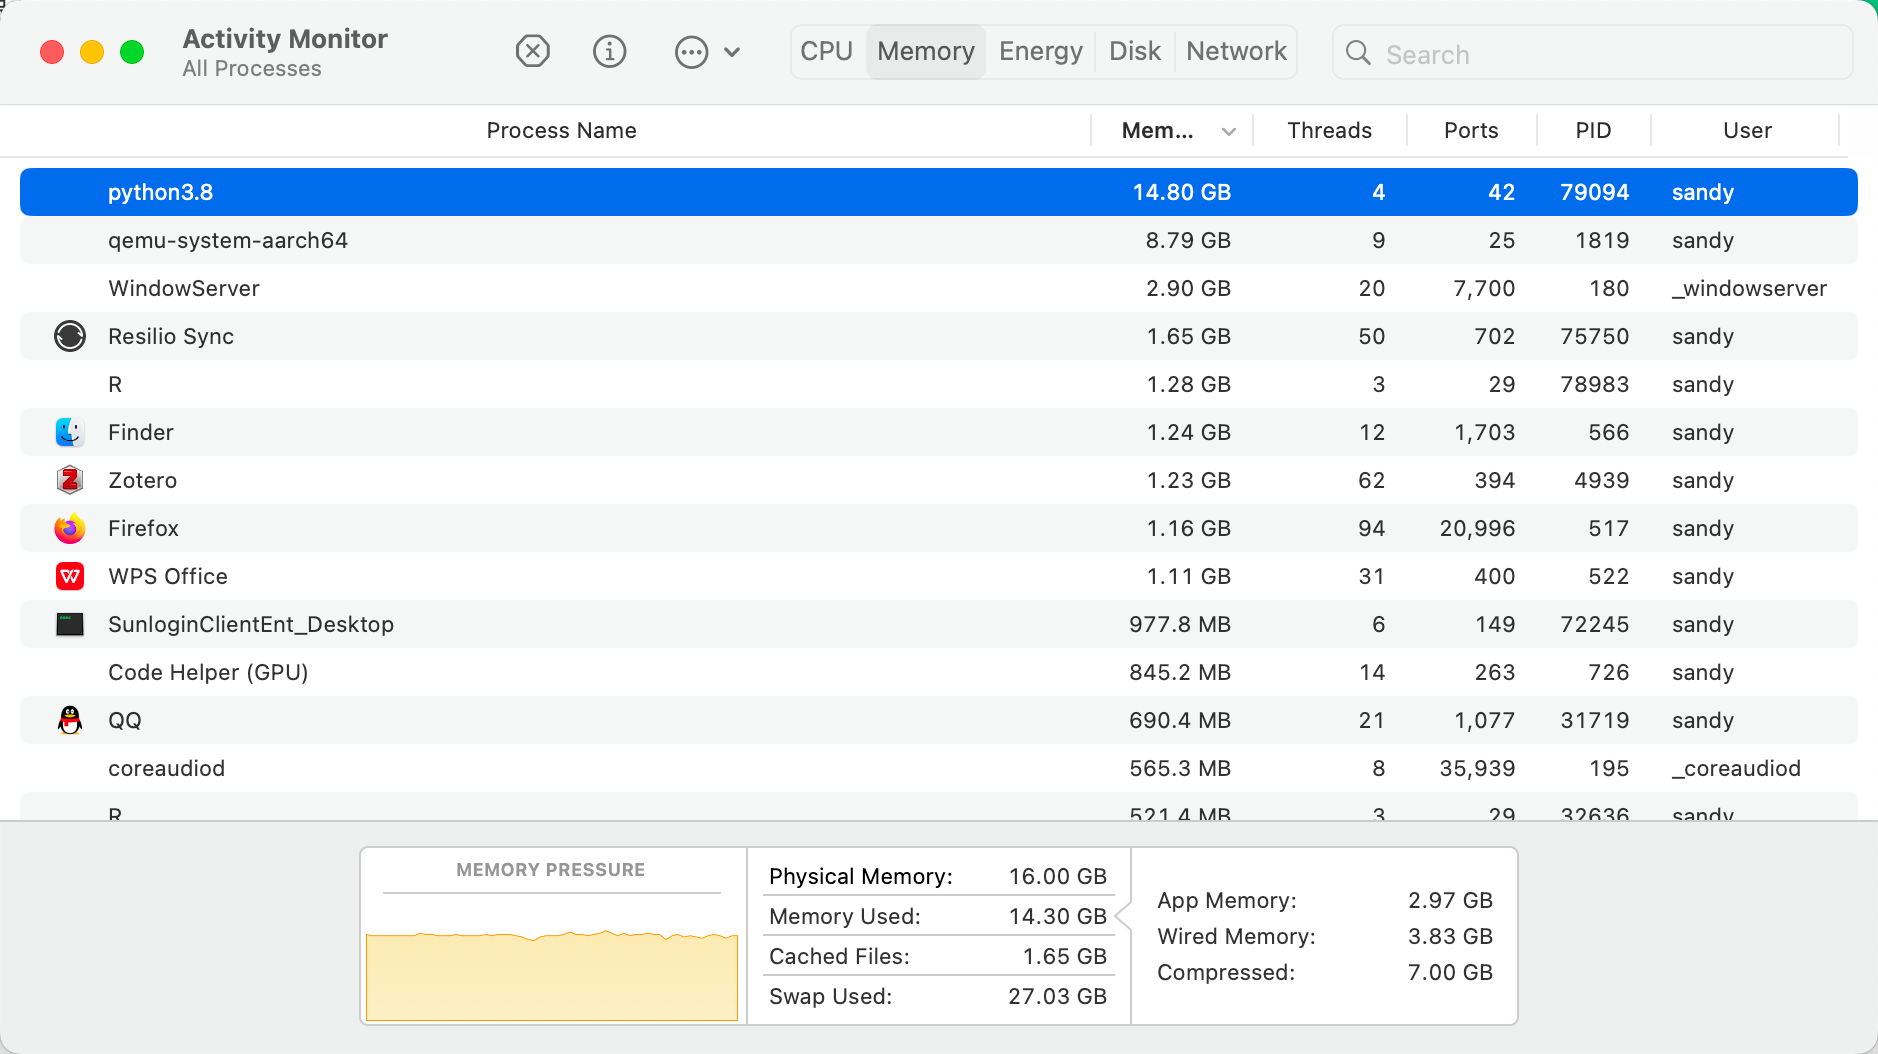 Activity Monitor
All Processes
CPU Memory Energy Disk Network
Search
Process Name Mem... Threads Ports PID User
python3.8 14.80 GB 4 42 79094 sandy
qemu-system-aarch64 8.79 GB 9 25 1819 sandy
WindowServer 2.90 GB 20 7,700 180 _windowserver
Resilio Sync 1.65 GB 50 702 75750 sandy
R 1.28 GB 3 29 78983 sandy
Finder 1.24 GB 12 1,703 566 sandy
Zotero 1.23 GB 62 394 4939 sandy
Firefox 1.16 GB 94 20,996 517 sandy
WPS Office 1.11 GB 31 400 522 sandy
SunloginClientEnt_Desktop 977.8 MB 6 149 72245 sandy
Code Helper (GPU) 845.2 MB 14 263 726 sandy
QQ 690.4 MB 21 1,077 31719 sandy
coreaudiod 565.3 MB 8 35,939 195 _coreaudiod
R 521.4 MB 3 29 32636 sandy
MEMORY PRESSURE
Physical Memory: 16.00 GB
Memory Used: 14.30 GB
Cached Files: 1.65 GB
Swap Used: 27.03 GB
App Memory: 2.97 GB
Wired Memory: 3.83 GB
Compressed: 7.00 GB